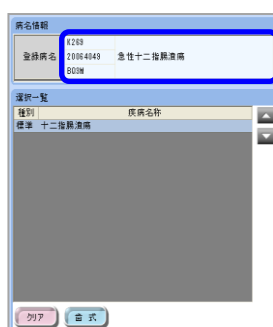 病名情報
K269
登録病名 20064049 急性十二指腸潰瘍
BQ3M
選択一覧
種別 疾病名称
標準 十二指腸潰瘍
クリア 歯 式